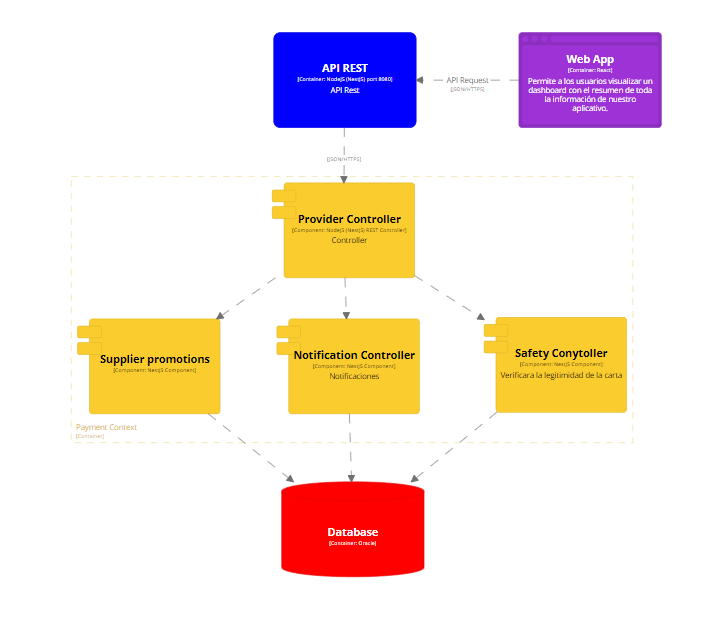 API REST
[Container: NodeJS (NestJS) port 8080]
API Rest
Web App
[Container: React]
Permite a los usuarios visualizar un
dashboard con el resumen de toda
la información de nuestro
aplicativo.
API Request
[JSON/HTTPS]
[JSON/HTTPS]
Provider Controller
[Component: NodeJS (NestJS) REST Controller]
Controller
Supplier promotions
[Component: NestJS Component]
Notification Controller
[Component: NestJS Component]
Notificaciones
Safety Conytoller
[Component: NestJS Component]
Verificara la legitimidad de la carta
Payment Context
[Container]
Database
[Container: Oracle]